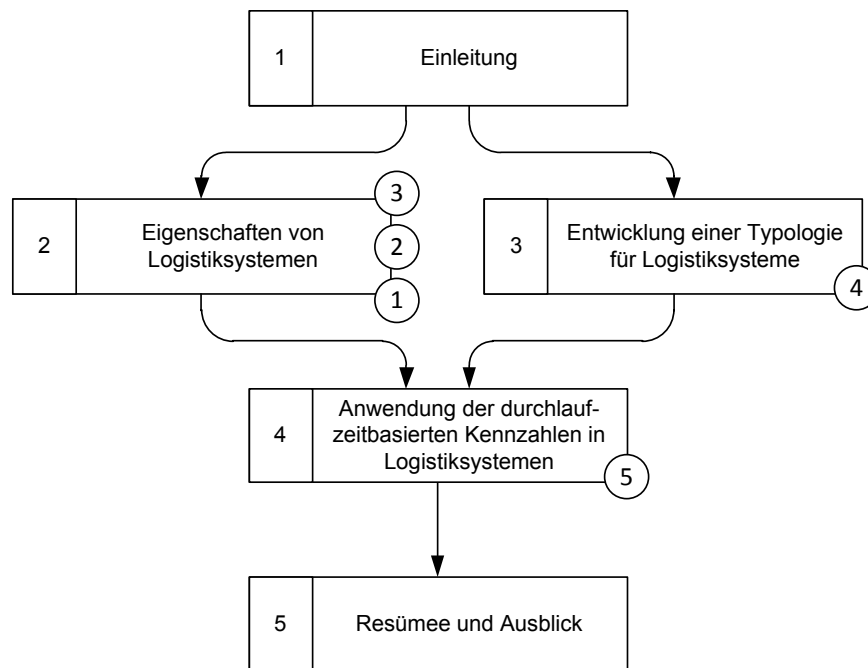 1
Einleitung
2
Eigenschaften von
Logistiksystemen
3
2
1
3
Entwicklung einer Typologie
für Logistiksysteme
4
4
Anwendung der durchlauf-
zeitbasierten Kennzahlen in
Logistiksystemen
5
5
Resümee und Ausblick